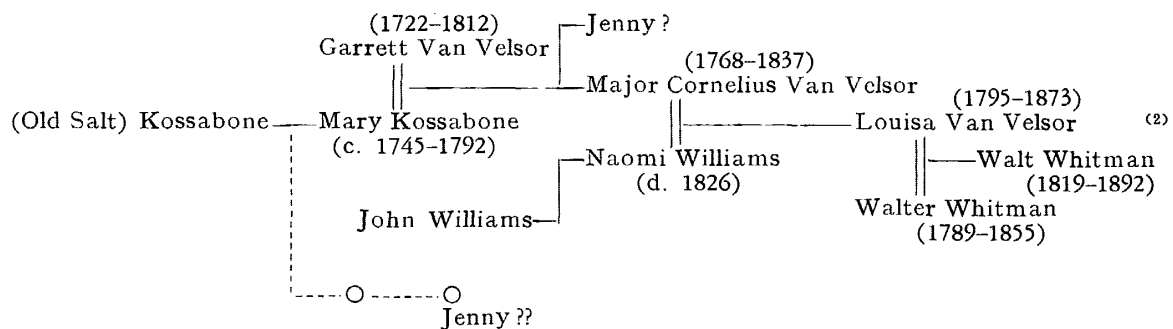 (1722–1812)
Jenny ?
Garrett Van Velsor
(1768–1837)
Major Cornelius Van Velsor
(1795–1873)
(Old Salt) Kossabone
Mary Kossabone
Louisa Van Velsor
(2)
(c. 1745–1792)
Naomi Williams
Walt Whitman
(d. 1826)
(1819–1892)
John Williams
Walter Whitman
(1789–1855)
Jenny ??